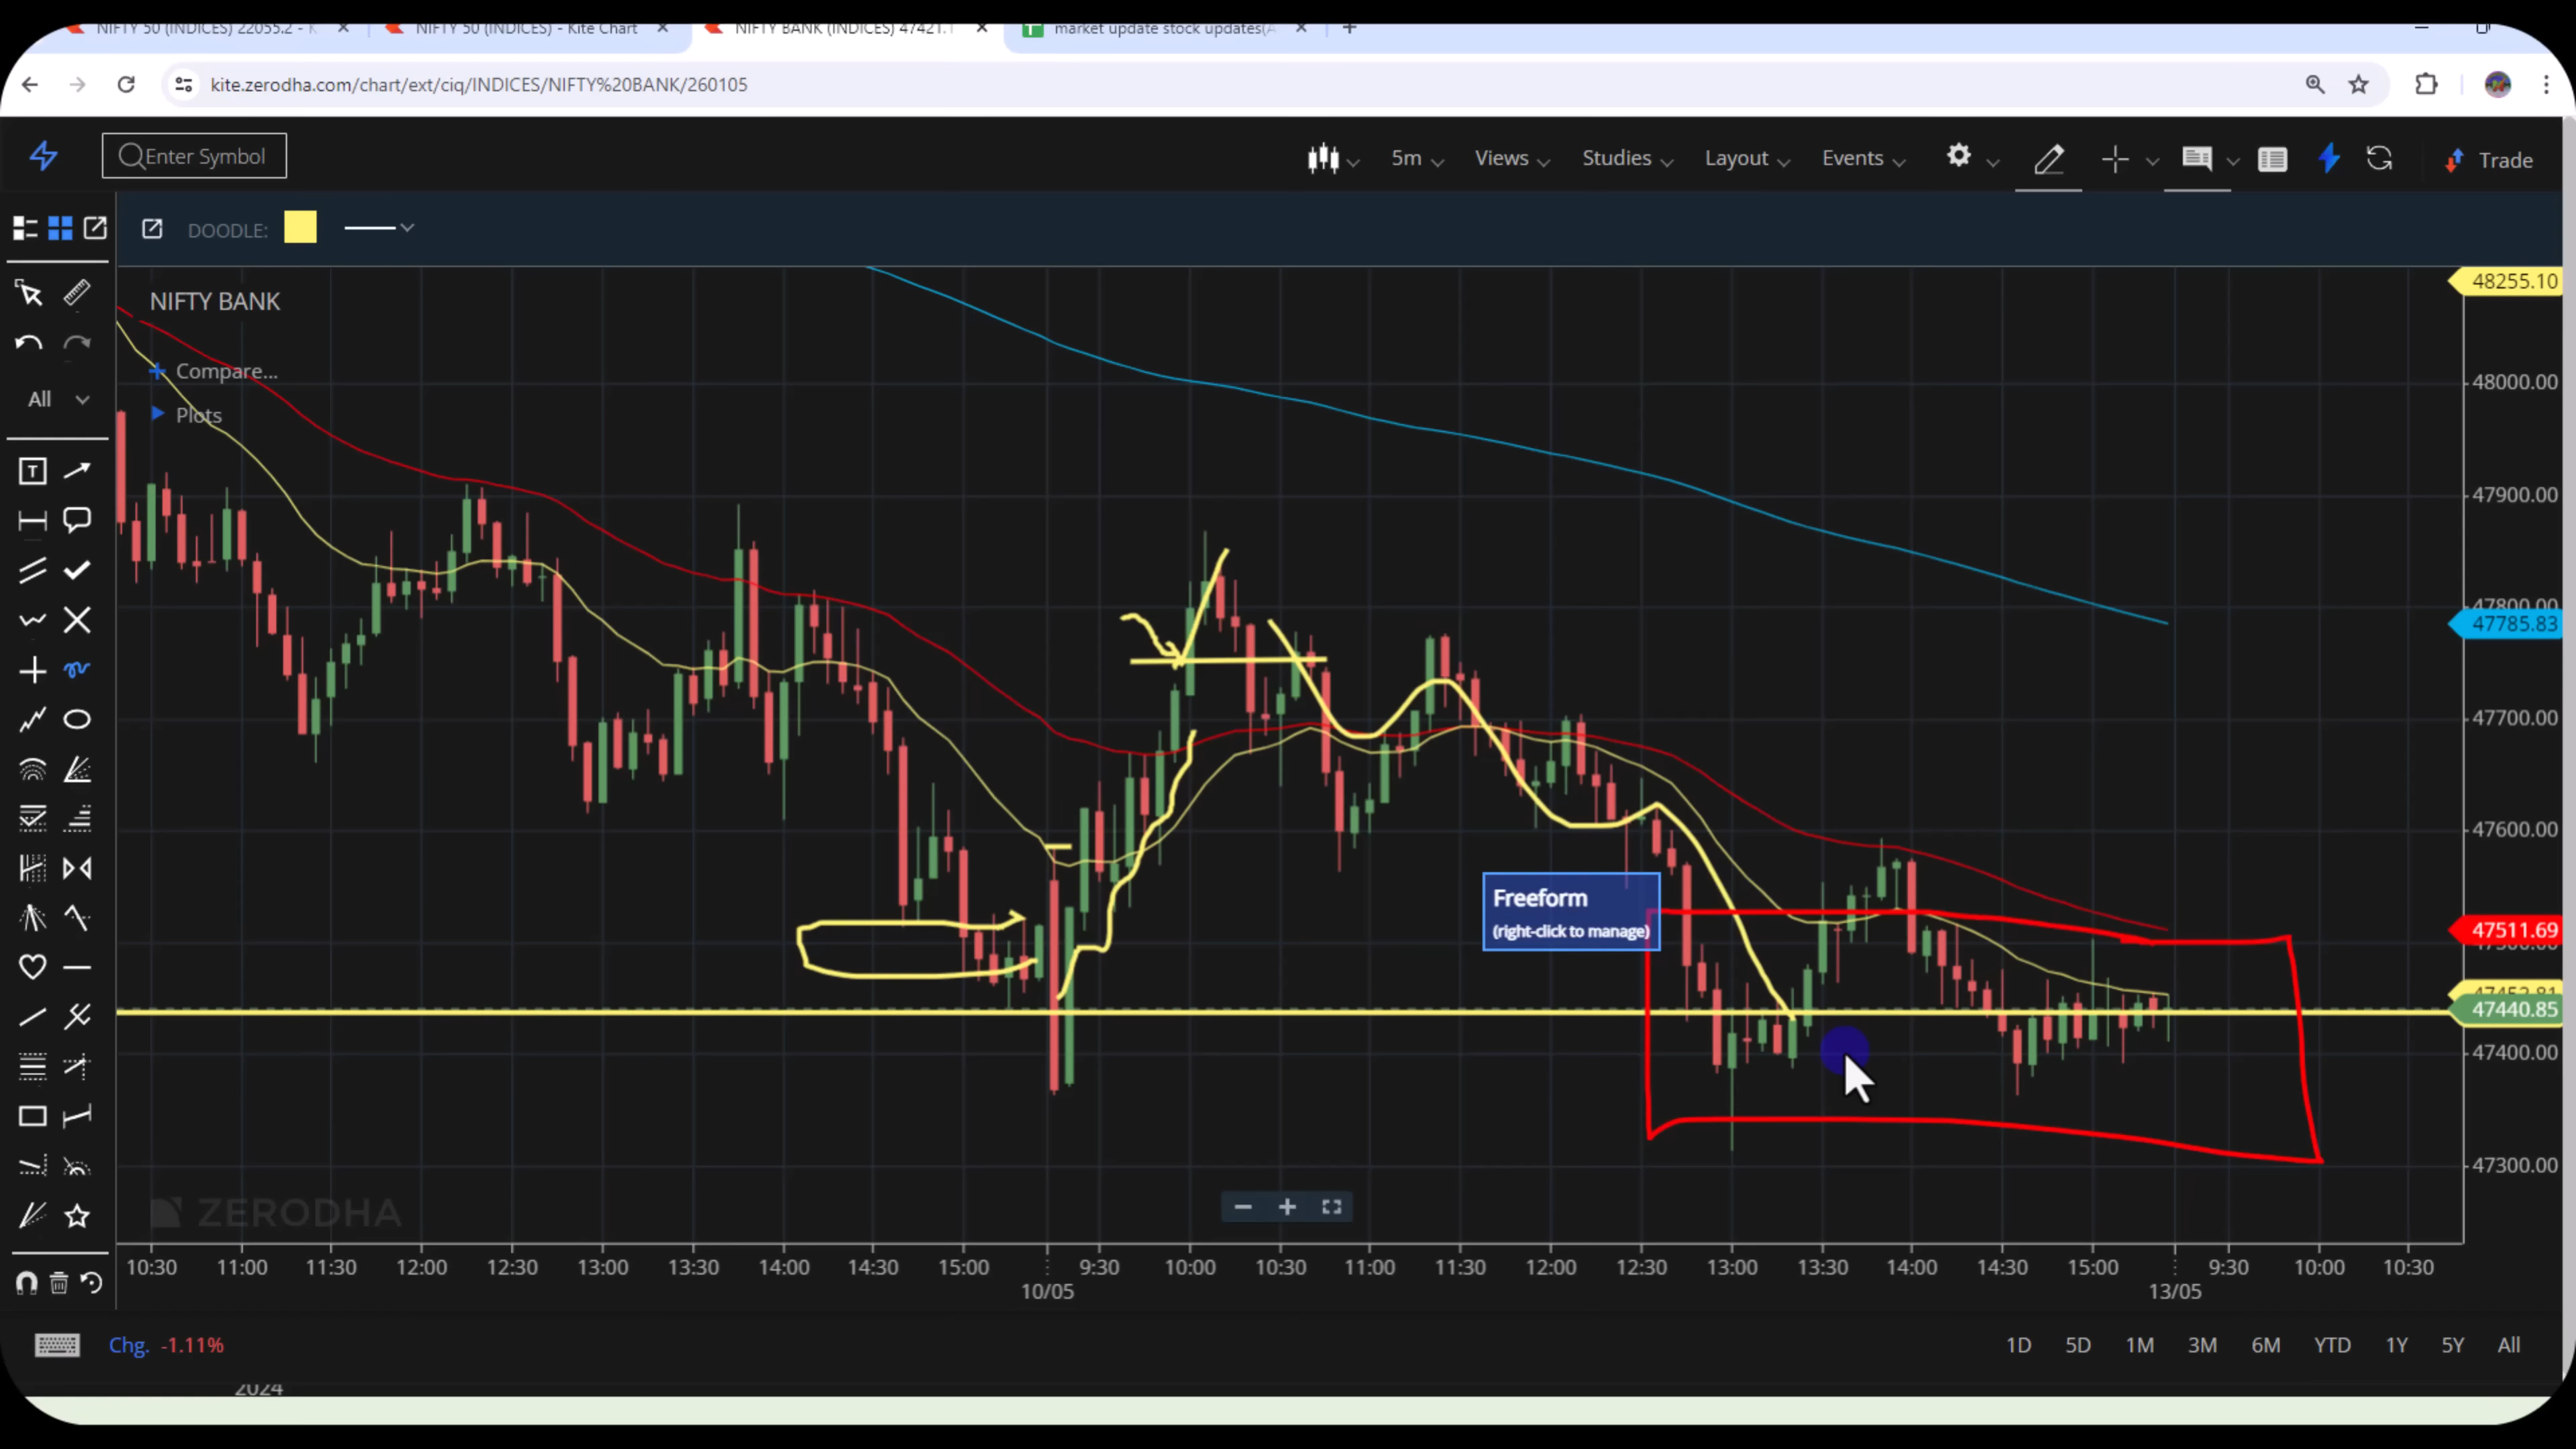 NIFTY 50 (INDICES) 22055.2 - K
NIFTY 50 (INDICES) - Kite Chart
NIFTY BANK (INDICES) 47421.1
market update stock updates(A
kite.zerodha.com/chart/ext/ciq/INDICES/NIFTY%20BANK/260105
Enter Symbol
5m
Views
Studies
Layout
Events
Trade
DOODLE:
NIFTY BANK
Compare...
Plots
All
T
48255.10
48000.00
47900.00
47800.00
47785.83
47700.00
47600.00
Freeform
(right-click to manage)
47511.69
47500.00
47440.85
47400.00
47300.00
ZERODHA
10:30 11:00 11:30 12:00 12:30 13:00 13:30 14:00 14:30 15:00 9:30 10:00 10:30 11:00 11:30 12:00 12:30 13:00 13:30 14:00 14:30 15:00 9:30 10:00 10:30
10/05 13/05
Chg. -1.11%
1D 5D 1M 3M 6M YTD 1Y 5Y All
2024